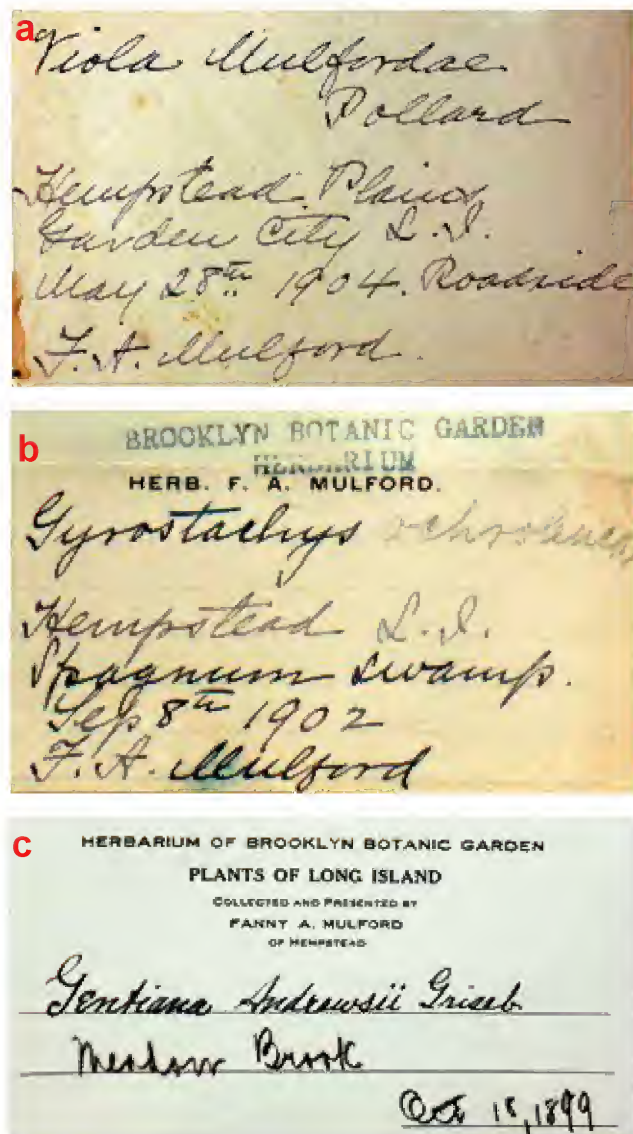 a
Viola Mulfordae
Pollard
Hempstead Plains
Garden City L.I.
May 28th 1904. Roadside
F. A. Mulford.
b
BROOKLYN BOTANIC GARDEN
HERBARIUM
HERB. F. A. MULFORD.
Gyrostachys ochroleuca
Hempstead L.I.
Spagnum swamp.
Sep 8th 1902
F. A. Mulford
c
HERBARIUM OF BROOKLYN BOTANIC GARDEN
PLANTS OF LONG ISLAND
COLLECTED AND PRESENTED BY
FANNY A. MULFORD
OF HEMPSTEAD
Gentiana Andrewsii Griseb
Meadow Brook
Oct 18, 1899